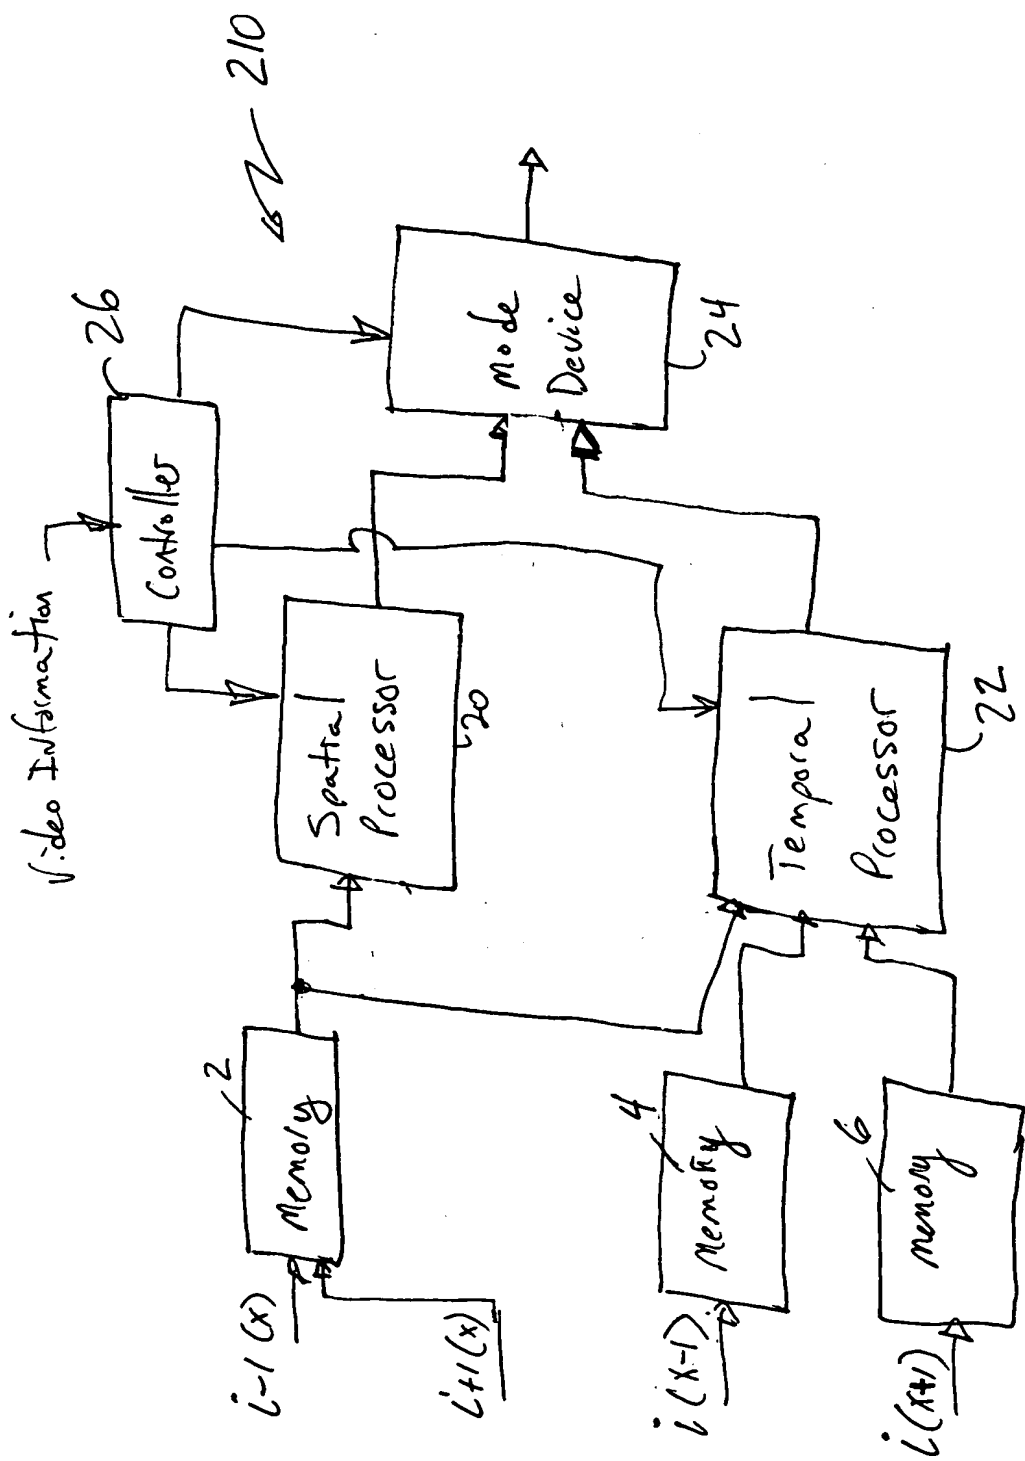 210
Video Information
26
Controller
Mode
Device
24
Spatial
Processor
20
Temporal
Processor
22
2
Memory
i-1(x)
i+1(x)
4
Memory
i(x-1)
6
Memory
i(x+1)